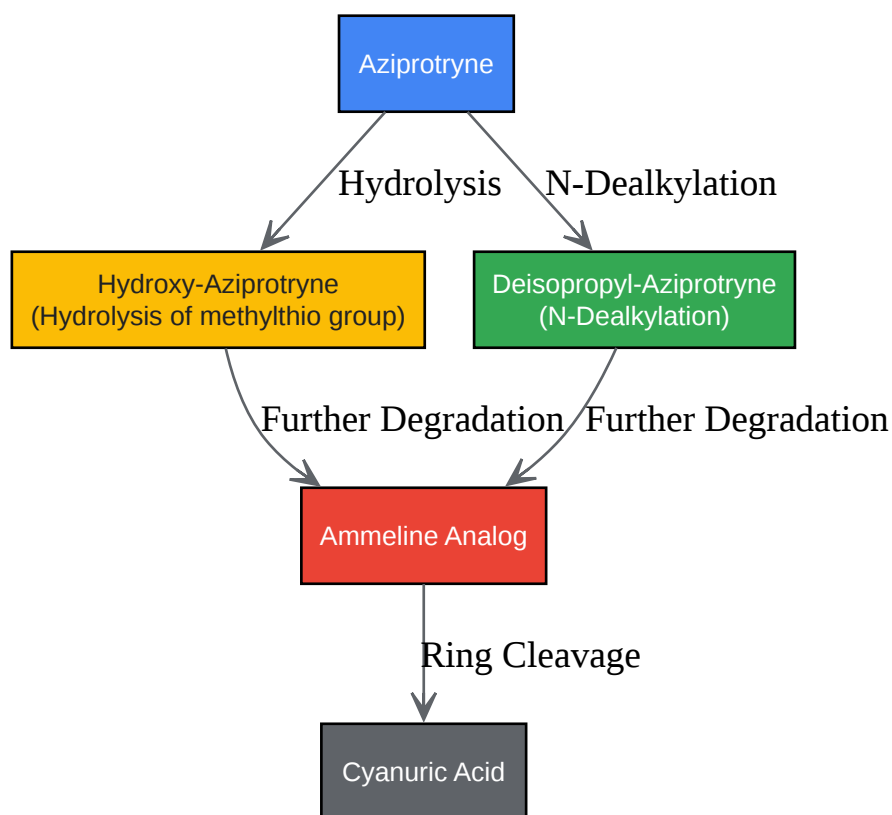 Aziprotryne
Hydrolysis
N-Dealkylation
Hydroxy-Aziprotryne
(Hydrolysis of methylthio group)
Deisopropyl-Aziprotryne
(N-Dealkylation)
Further Degradation
Further Degradation
Ammeline Analog
Ring Cleavage
Cyanuric Acid